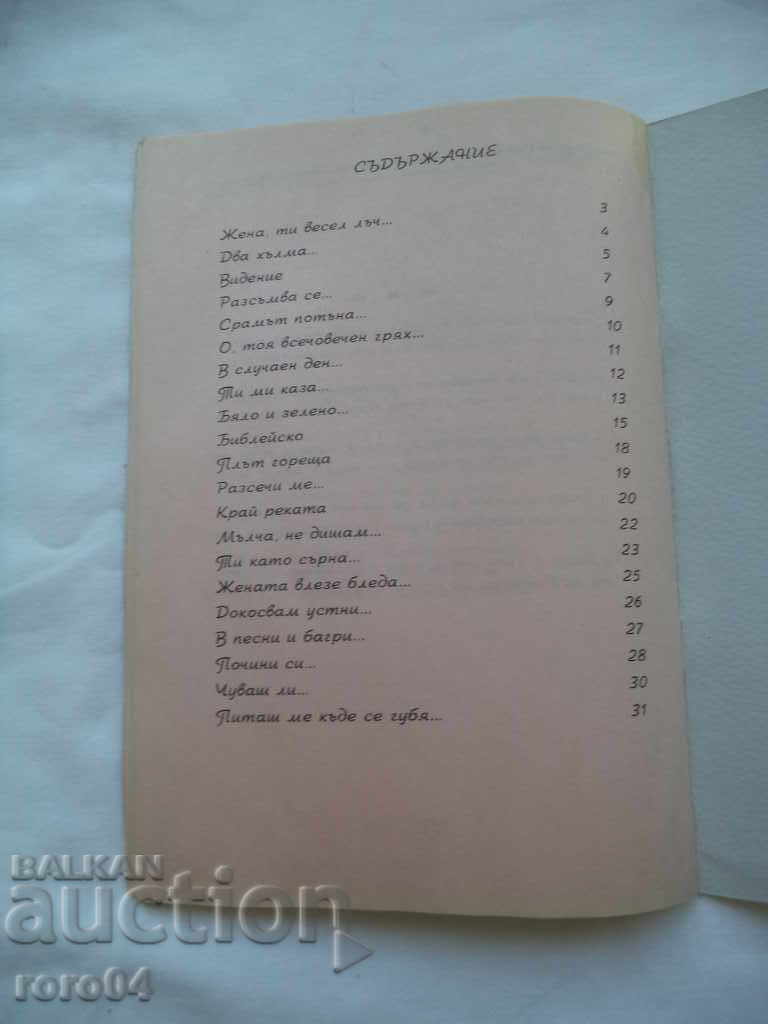 СЪДЪРЖАНИЕ
Жена, ти весел лъч... 3
Два хълма... 4
Видение 5
Разсъмва се... 7
Срамът потъна... 9
О, тоя всечовечен грях... 10
В случаен ден... 11
Ти ми каза... 12
Бяло и зелено... 13
Библейско 15
Плът гореща 18
Разсечи ме... 19
Край реката 20
Мълча, не дишам... 22
Ти като сърна... 23
Жената влезе бледа... 25
Докосвам устни... 26
В песни и багри... 27
Почини си... 28
Чуваш ли... 30
Питаш ме къде се губя... 31
BALKAN
auction
roro04